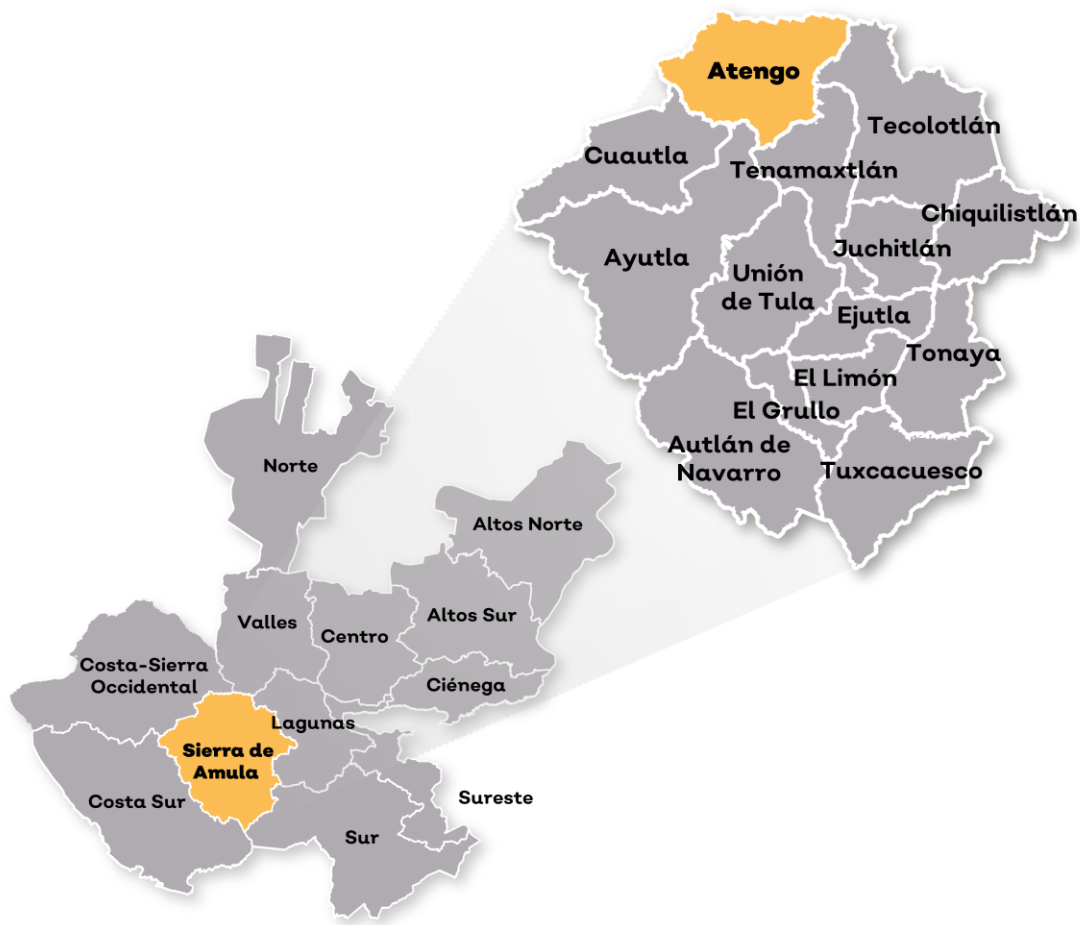 Atengo
Tecolotlán
Cuautla
Tenamaxtlán
Chiquilistlán
Juchitlán
Ayutla
Unión
de Tula
Ejutla
Tonaya
El Limón
El Grullo
Autlán de
Navarro
Tuxcacuesco
Norte
Altos Norte
Valles
Centro
Altos Sur
Costa-Sierra
Occidental
Ciénega
Lagunas
Sierra de
Amula
Costa Sur
Sureste
Sur